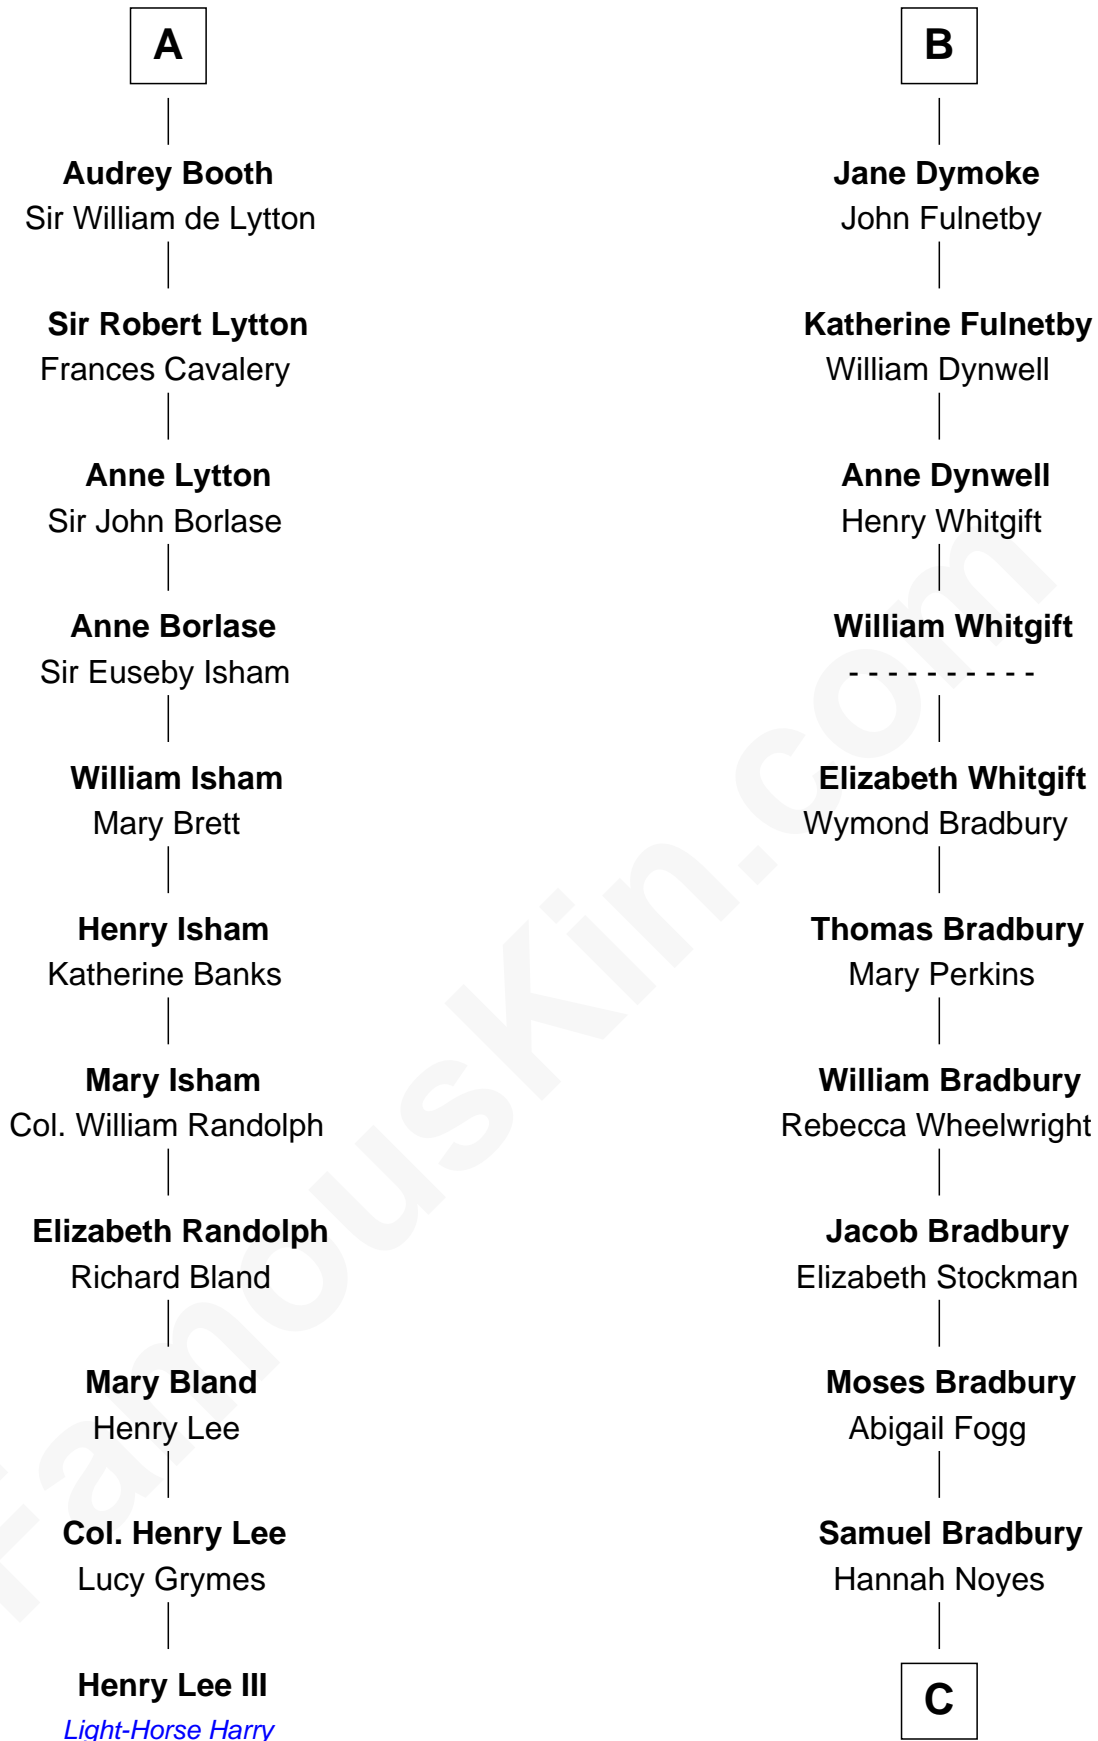 A
Audrey Booth
Sir William de Lytton
Sir Robert Lytton
Frances Cavalery
Anne Lytton
Sir John Borlase
Anne Borlase
Sir Euseby Isham
William Isham
Mary Brett
Henry Isham
Katherine Banks
Mary Isham
Col. William Randolph
Elizabeth Randolph
Richard Bland
Mary Bland
Henry Lee
Col. Henry Lee
Lucy Grymes
Henry Lee III
Light-Horse Harry
B
Jane Dymoke
John Fulnetby
Katherine Fulnetby
William Dynwell
Anne Dynwell
Henry Whitgift
William Whitgift
- - - - - - - - - -
Elizabeth Whitgift
Wymond Bradbury
Thomas Bradbury
Mary Perkins
William Bradbury
Rebecca Wheelwright
Jacob Bradbury
Elizabeth Stockman
Moses Bradbury
Abigail Fogg
Samuel Bradbury
Hannah Noyes
C
FamousKin.com